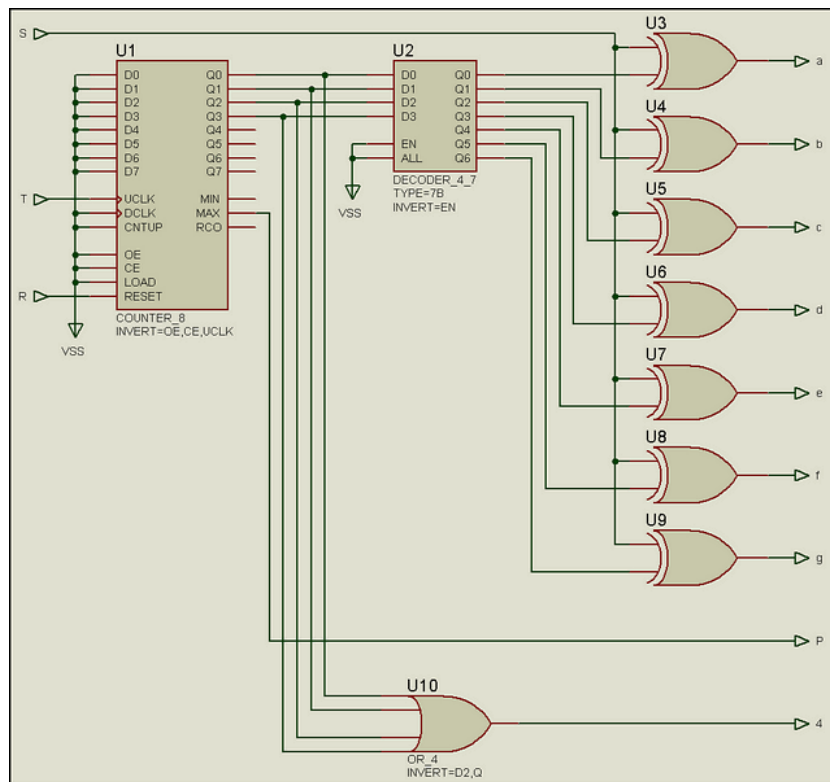 S
U1
D0 Q0
D1 Q1
D2 Q2
D3 Q3
D4 Q4
D5 Q5
D6 Q6
D7 Q7
T
UCLK MIN
DCLK MAX
CNTUP RCO
OE
CE
LOAD
R
RESET
COUNTER_8
INVERT=OE,CE,UCLK
VSS
U2
D0 Q0
D1 Q1
D2 Q2
D3 Q3
Q4
EN Q5
ALL Q6
DECODER_4_7
TYPE=7B
INVERT=EN
VSS
U3
a
U4
b
U5
c
U6
d
U7
e
U8
f
U9
g
P
U10
4
OR_4
INVERT=D2,Q